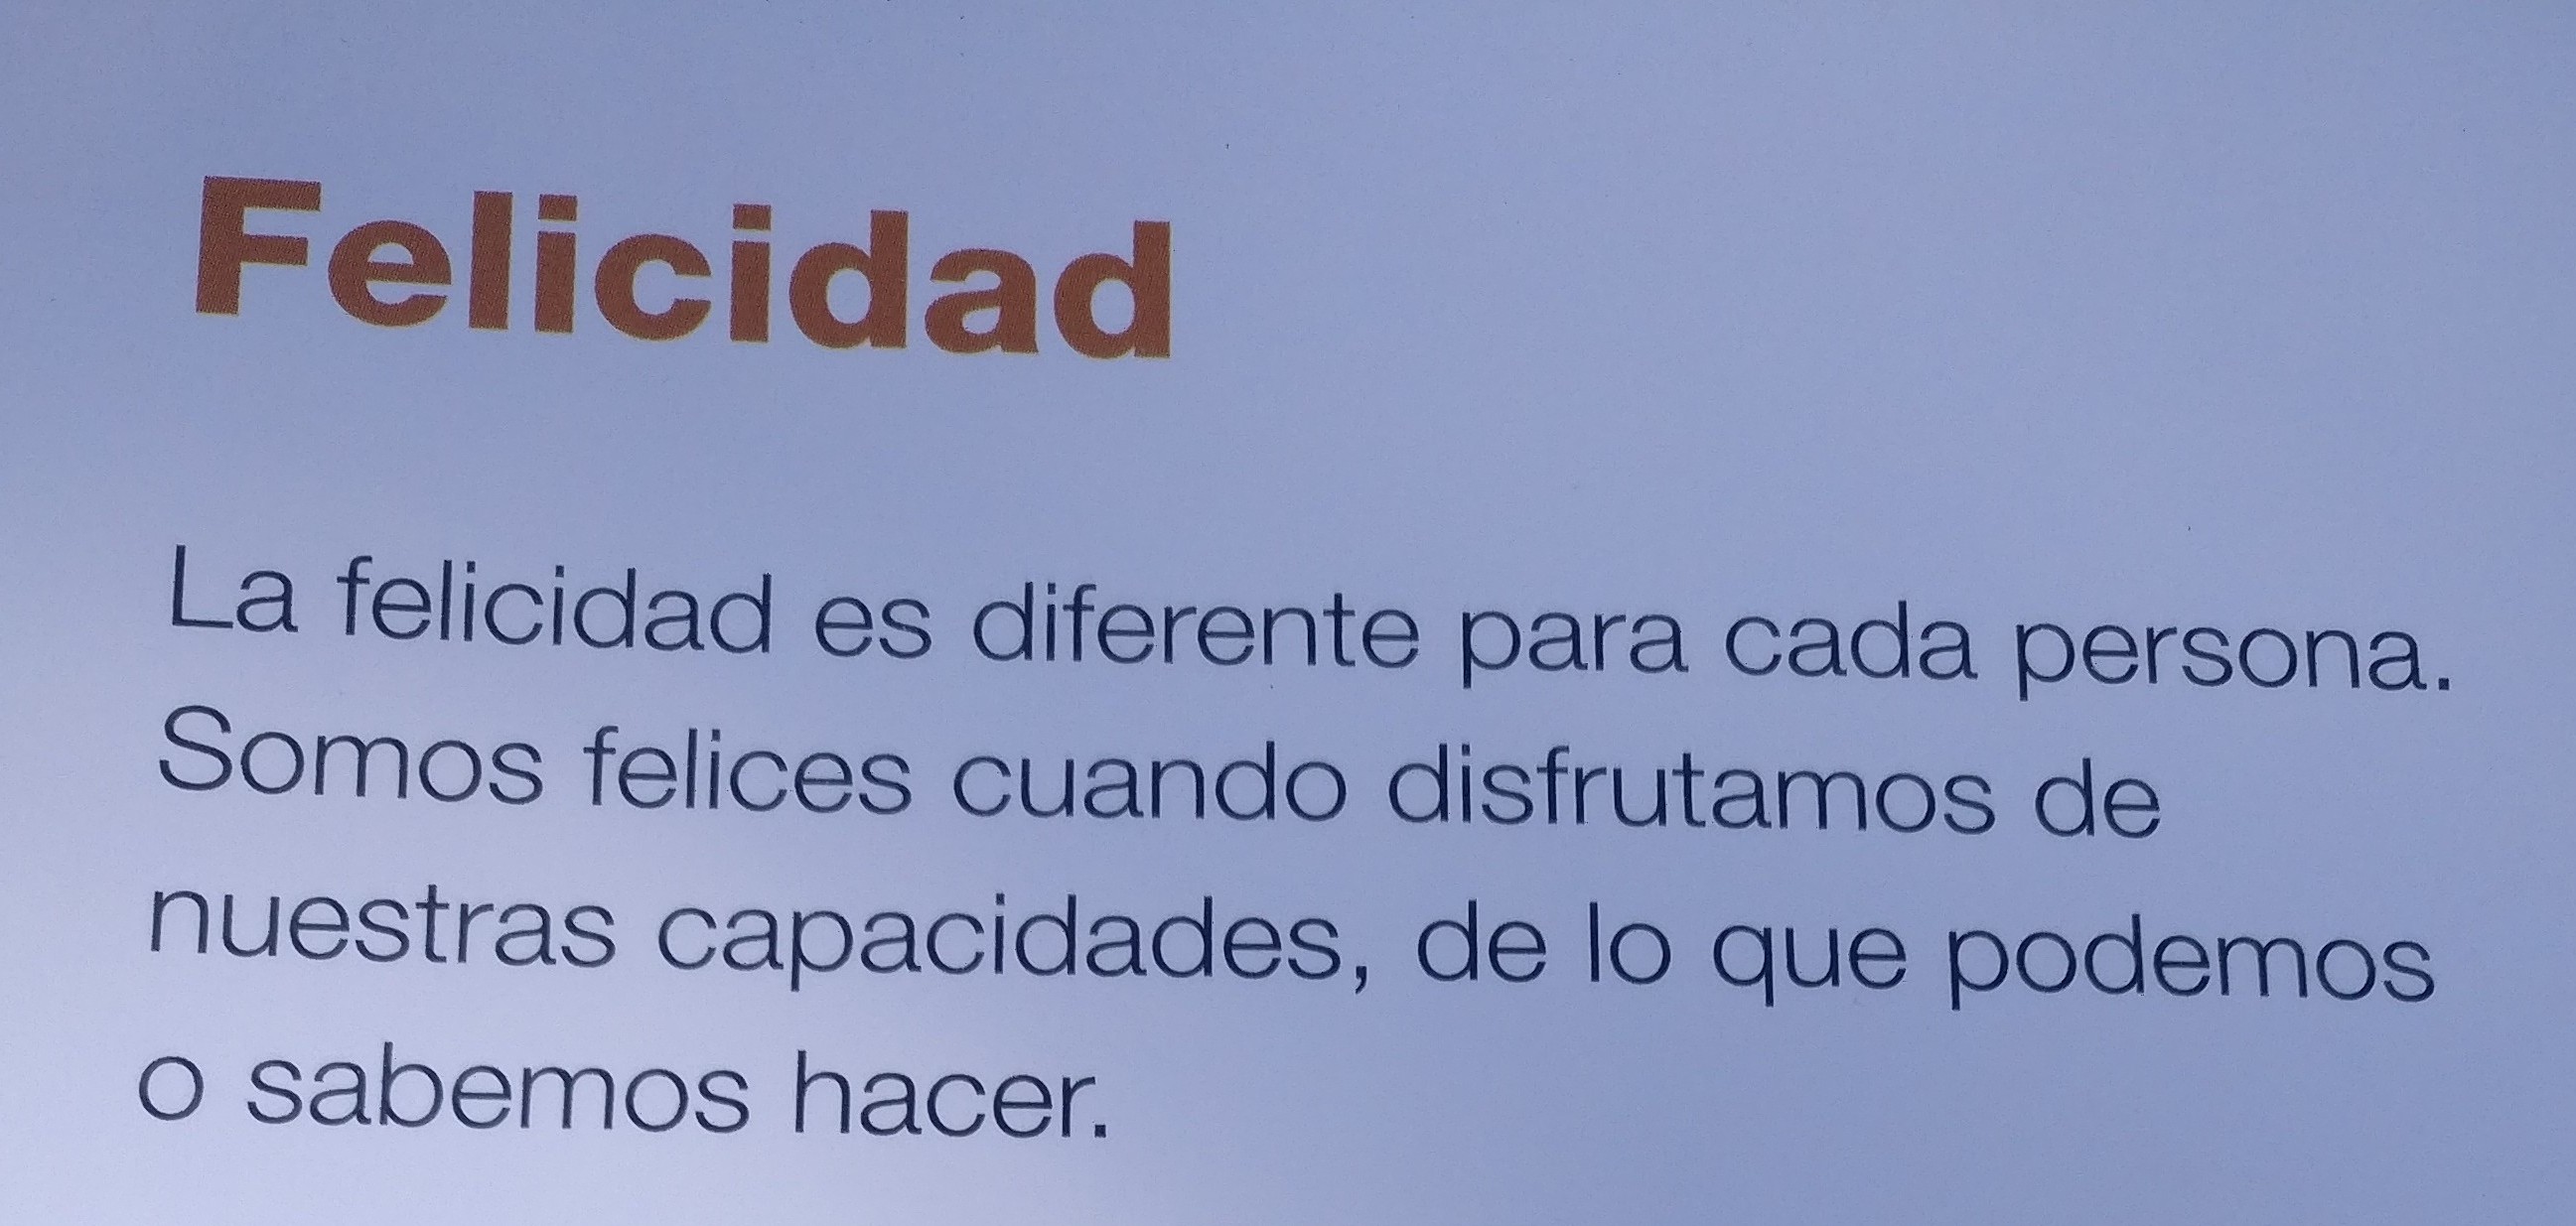 Felicidad
La felicidad es diferente para cada persona.
Somos felices cuando disfrutamos de
nuestras capacidades, de lo que podemos
o sabemos hacer.